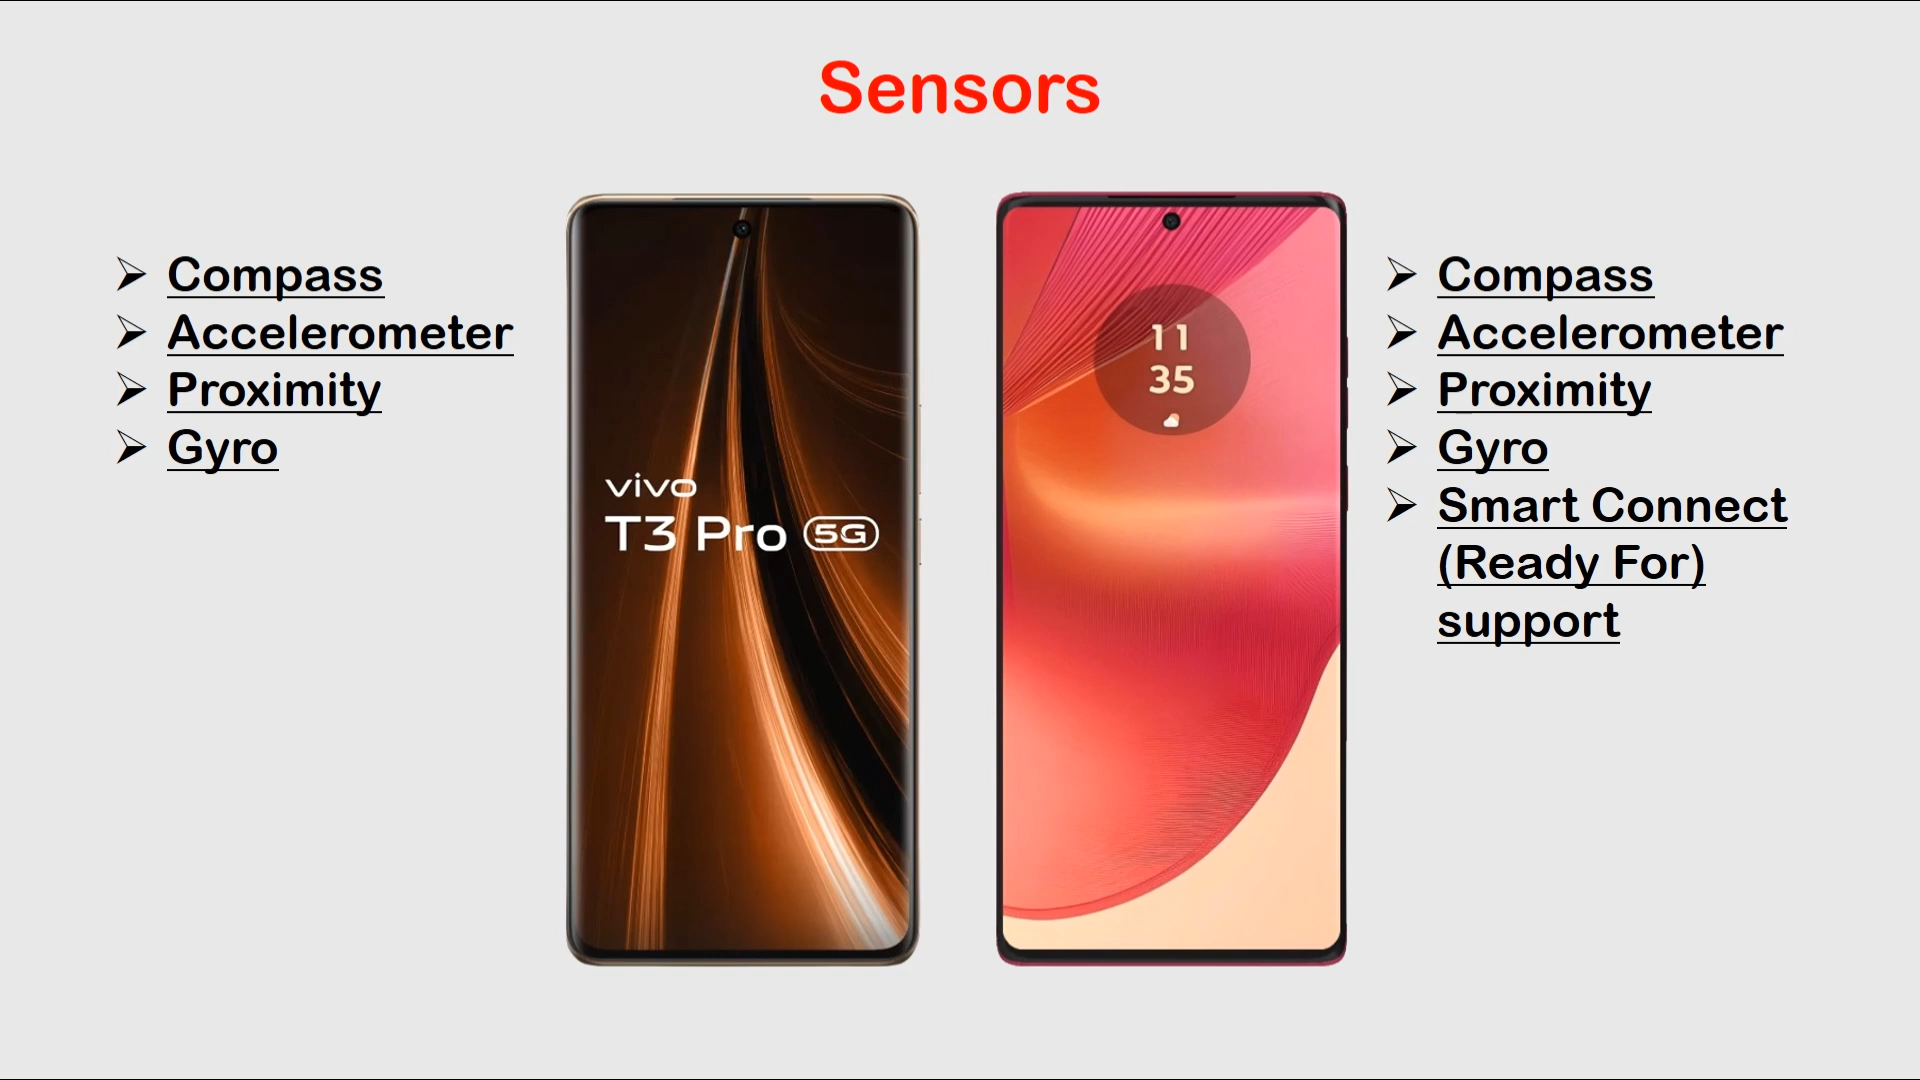 Sensors
Compass
Accelerometer
Proximity
Gyro
vivo
T3 Pro 5G
11
35
Compass
Accelerometer
Proximity
Gyro
Smart Connect
(Ready For)
support